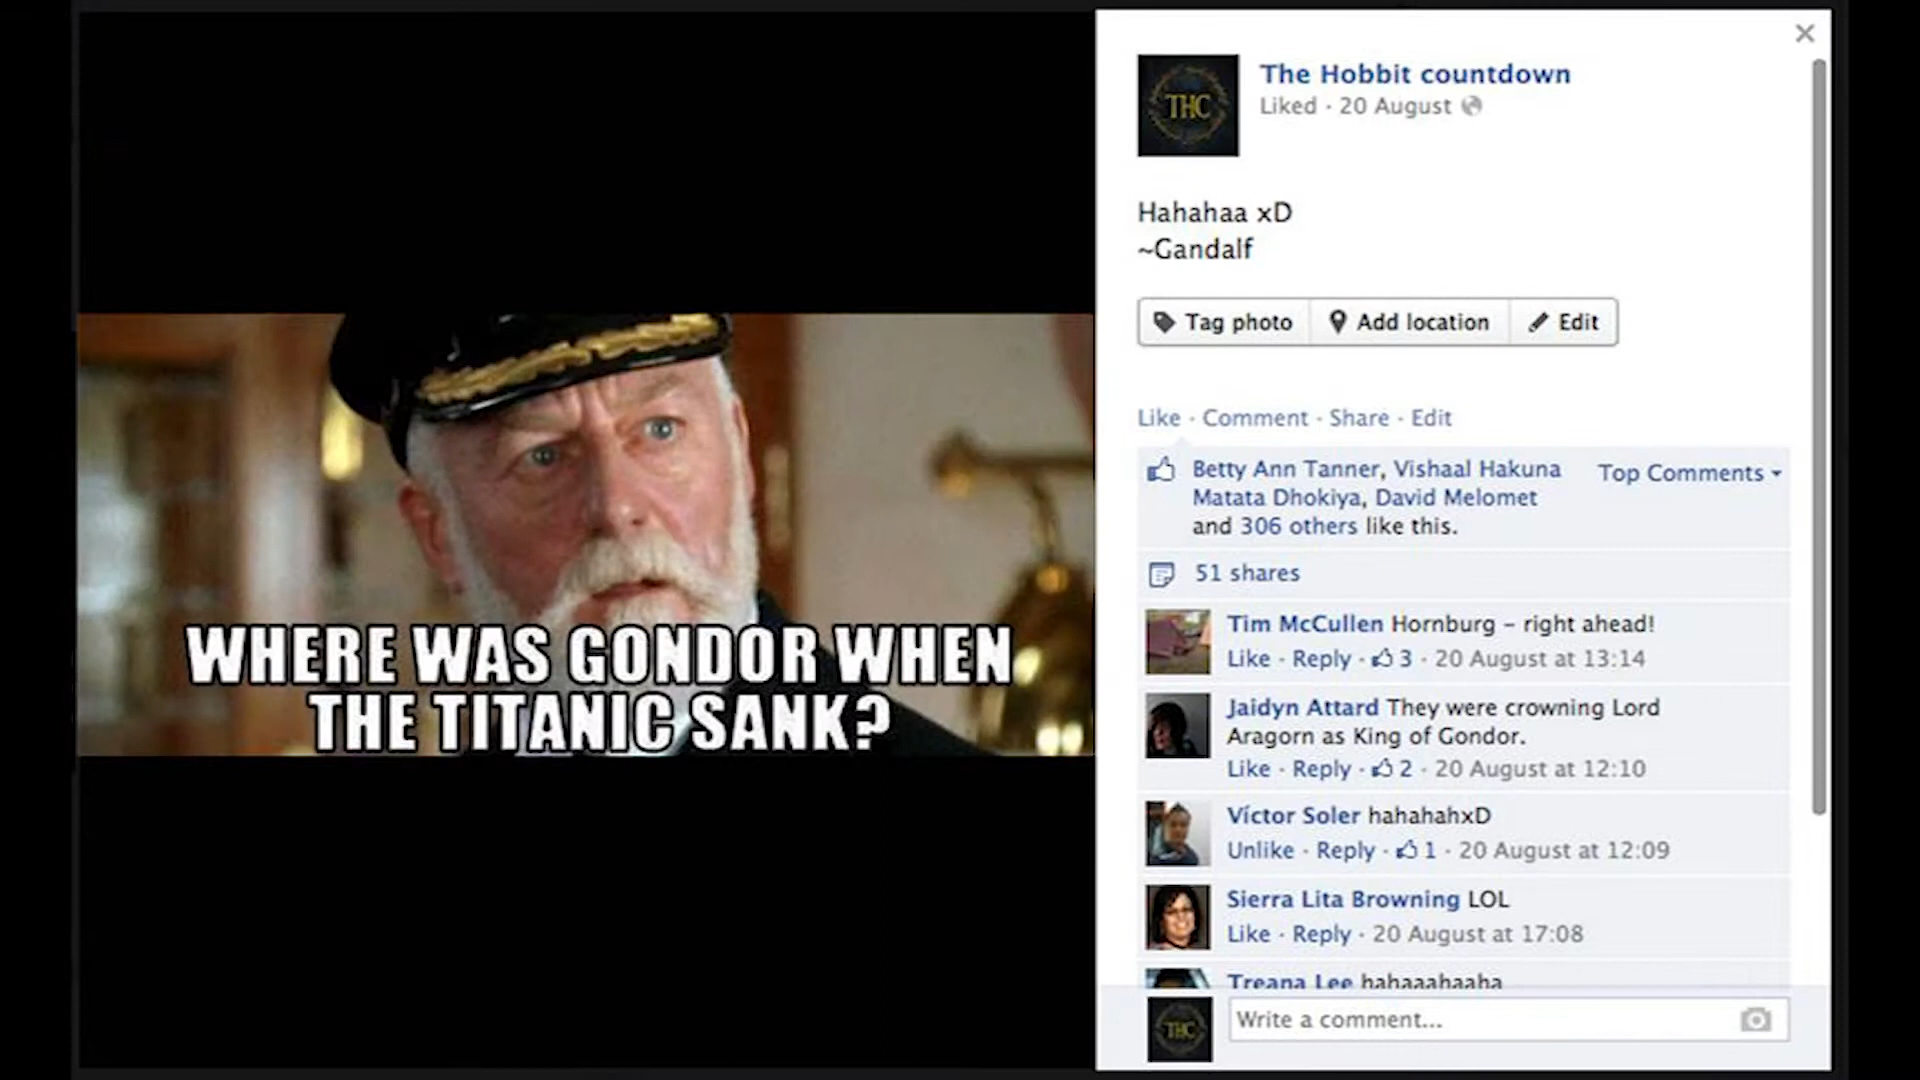 WHERE WAS GONDOR WHEN
THE TITANIC SANK?
THC
The Hobbit countdown
Liked · 20 August
Hahahaa xD
~Gandalf
Tag photo Add location Edit
Like · Comment · Share · Edit
Betty Ann Tanner, Vishaal Hakuna
Matata Dhokiya, David Melomet
and 306 others like this.
Top Comments
51 shares
Tim McCullen Hornburg - right ahead!
Like · Reply · 3 · 20 August at 13:14
Jaidyn Attard They were crowning Lord
Aragorn as King of Gondor.
Like · Reply · 2 · 20 August at 12:10
Víctor Soler hahahahxD
Unlike · Reply · 1 · 20 August at 12:09
Sierra Lita Browning LOL
Like · Reply · 20 August at 17:08
Treana Lee hahaaahaaha
THC
Write a comment...